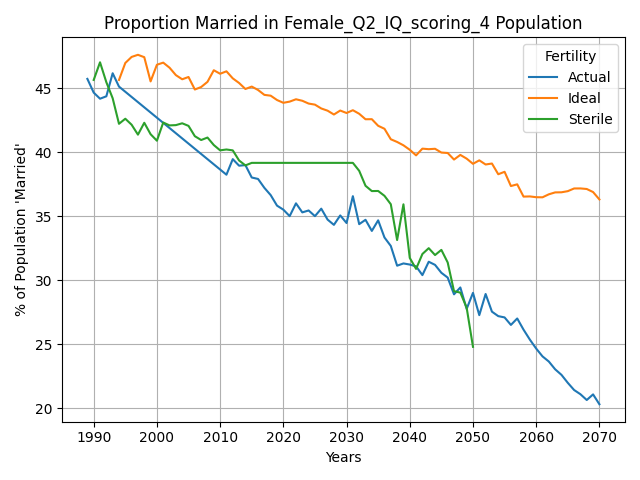 Proportion Married in Female_Q2_IQ_scoring_4 Population
% of Population 'Married'
45
40
35
30
25
20
Fertility
Actual
Ideal
Sterile
1990 2000 2010 2020 2030 2040 2050 2060 2070
Years